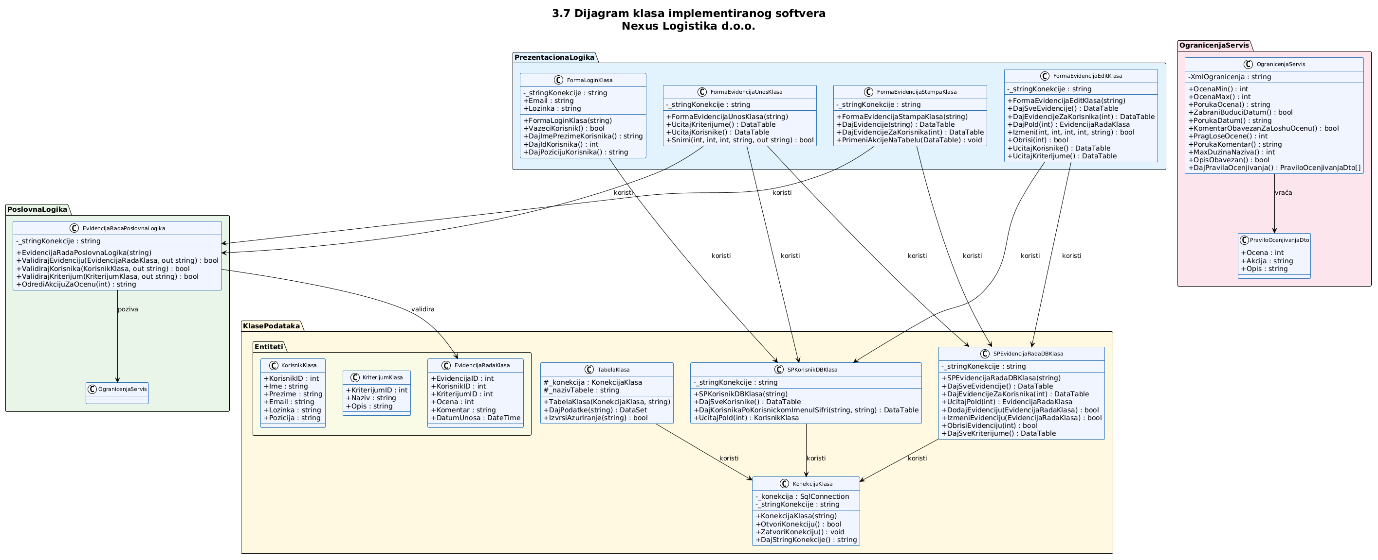 3.7 Dijagram klasa implementiranog softvera
Nexus Logistika d.o.o.
PrezentacionaLogika
FormaLoginKlasa
-_stringKonekcije : string
+Email : string
+Lozinka : string
+FormaLoginKlasa(string)
+VazeciKorisnik() : bool
+DajImePrezimeKorisnika() : string
+DajIdKorisnika() : int
+DajPozicijuKorisnika() : string
FormaEvidencijaUnosKlasa
-_stringKonekcije : string
+FormaEvidencijaUnosKlasa(string)
+UcitajKriterijume() : DataTable
+UcitajKorisnike() : DataTable
+Snimi(int, int, int, string, out string) : bool
FormaEvidencijaStampaKlasa
-_stringKonekcije : string
+FormaEvidencijaStampaKlasa(string)
+DajEvidencije(string) : DataTable
+DajEvidencijeZaKorisnika(int) : DataTable
+PrimeniAkcijeNaTabelu(DataTable) : void
FormaEvidencijaEditKlasa
-_stringKonekcije : string
+FormaEvidencijaEditKlasa(string)
+DajSveEvidencije() : DataTable
+DajEvidencijeZaKorisnika(int) : DataTable
+DajPoId(int) : EvidencijaRadaKlasa
+Izmeni(int, int, int, int, string) : bool
+Obrisi(int) : bool
+UcitajKorisnike() : DataTable
+UcitajKriterijume() : DataTable
OgranicenjaServis
OgranicenjaServis
-XmlOgranicenja : string
+OcenaMin() : int
+OcenaMax() : int
+PorukaOcena() : string
+ZabraniBuduciDatum() : bool
+PorukaDatum() : string
+KomentarObavezanZaLoshuOcenu() : bool
+PragLoseOcene() : int
+PorukaKomentar() : string
+MaxDuzinaNaziva() : int
+OpisObavezan() : bool
+DajPravilaOcenjivanja() : PraviloOcenjivanjaDto[]
vraća
PraviloOcenjivanjaDto
+Ocena : int
+Akcija : string
+Opis : string
koristi
koristi
koristi
koristi
koristi
koristi
koristi
PoslovnaLogika
EvidencijaRadaPoslovnaLogika
-_stringKonekcije : string
+EvidencijaRadaPoslovnaLogika(string)
+ValidirajEvidenciju(EvidencijaRadaKlasa, out string) : bool
+ValidirajKorisnika(KorisnikKlasa, out string) : bool
+ValidirajKriterijum(KriterijumKlasa, out string) : bool
+OdrediAkcijuZaOcenu(int) : string
poziva
validira
OgranicenjaServis
KlasePodataka
Entiteti
KorisnikKlasa
+KorisnikID : int
+Ime : string
+Prezime : string
+Email : string
+Lozinka : string
+Pozicija : string
KriterijumKlasa
+KriterijumID : int
+Naziv : string
+Opis : string
EvidencijaRadaKlasa
+EvidencijaID : int
+KorisnikID : int
+KriterijumID : int
+Ocena : int
+Komentar : string
+DatumUnosa : DateTime
TabelaKlasa
#_konekcija : KonekcijaKlasa
#_nazivTabele : string
+TabelaKlasa(KonekcijaKlasa, string)
+DajPodatke(string) : DataSet
+IzvrsiAzuriranje(string) : bool
SPKorisnikDBKlasa
-_stringKonekcije : string
+SPKorisnikDBKlasa(string)
+DajSveKorisnike() : DataTable
+DajKorisnikaPoKorisnickomImenuISifri(string, string) : DataTable
+UcitajPoId(int) : KorisnikKlasa
SPEvidencijaRadaDBKlasa
-_stringKonekcije : string
+SPEvidencijaRadaDBKlasa(string)
+DajSveEvidencije() : DataTable
+DajEvidencijeZaKorisnika(int) : DataTable
+UcitajPoId(int) : EvidencijaRadaKlasa
+DodajEvidenciju(EvidencijaRadaKlasa) : bool
+IzmeniEvidenciju(EvidencijaRadaKlasa) : bool
+ObrisiEvidenciju(int) : bool
+DajSveKriterijume() : DataTable
koristi
koristi
koristi
KonekcijaKlasa
-_konekcija : SqlConnection
-_stringKonekcije : string
+KonekcijaKlasa(string)
+OtvoriKonekciju() : bool
+ZatvoriKonekciju() : void
+DajStringKonekcije() : string